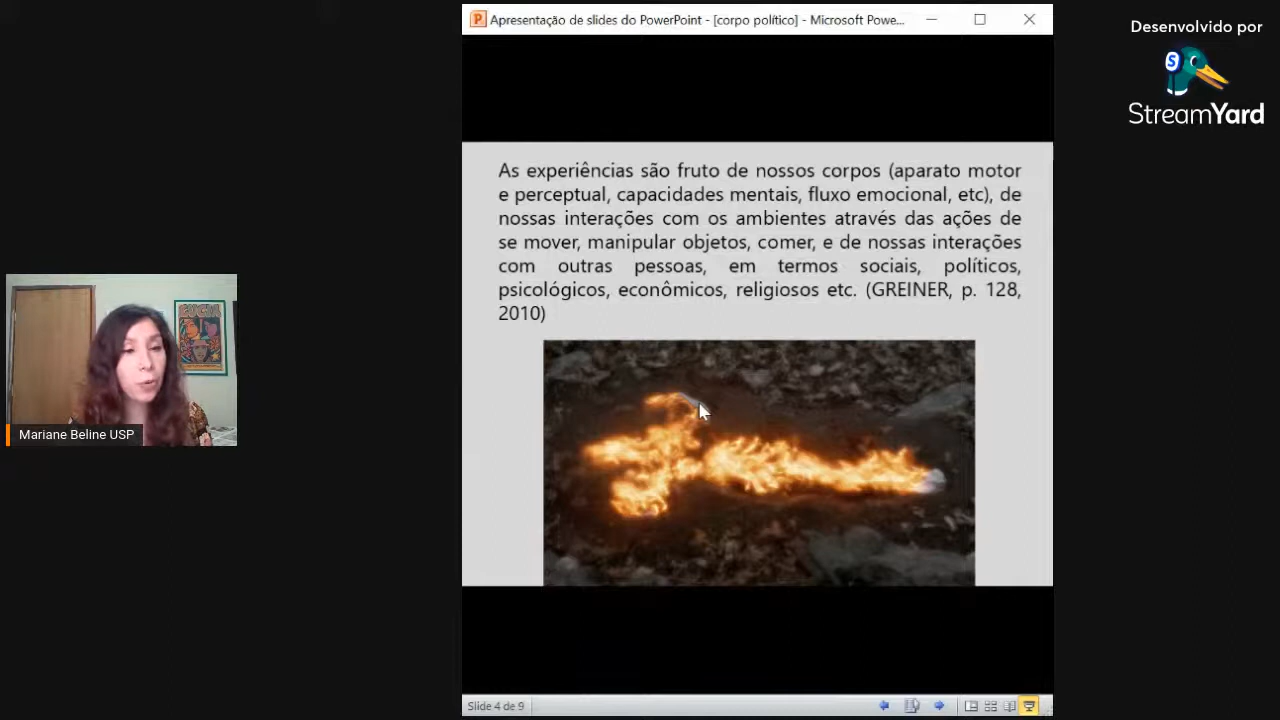 Apresentação de slides do PowerPoint - [corpo político] - Microsoft Powe...
Desenvolvido por
StreamYard
As experiências são fruto de nossos corpos (aparato motor
e perceptual, capacidades mentais, fluxo emocional, etc), de
nossas interações com os ambientes através das ações de
se mover, manipular objetos, comer, e de nossas interações
com outras pessoas, em termos sociais, políticos,
psicológicos, econômicos, religiosos etc. (GREINER, p. 128,
2010)
Mariane Beline USP
Slide 4 de 9